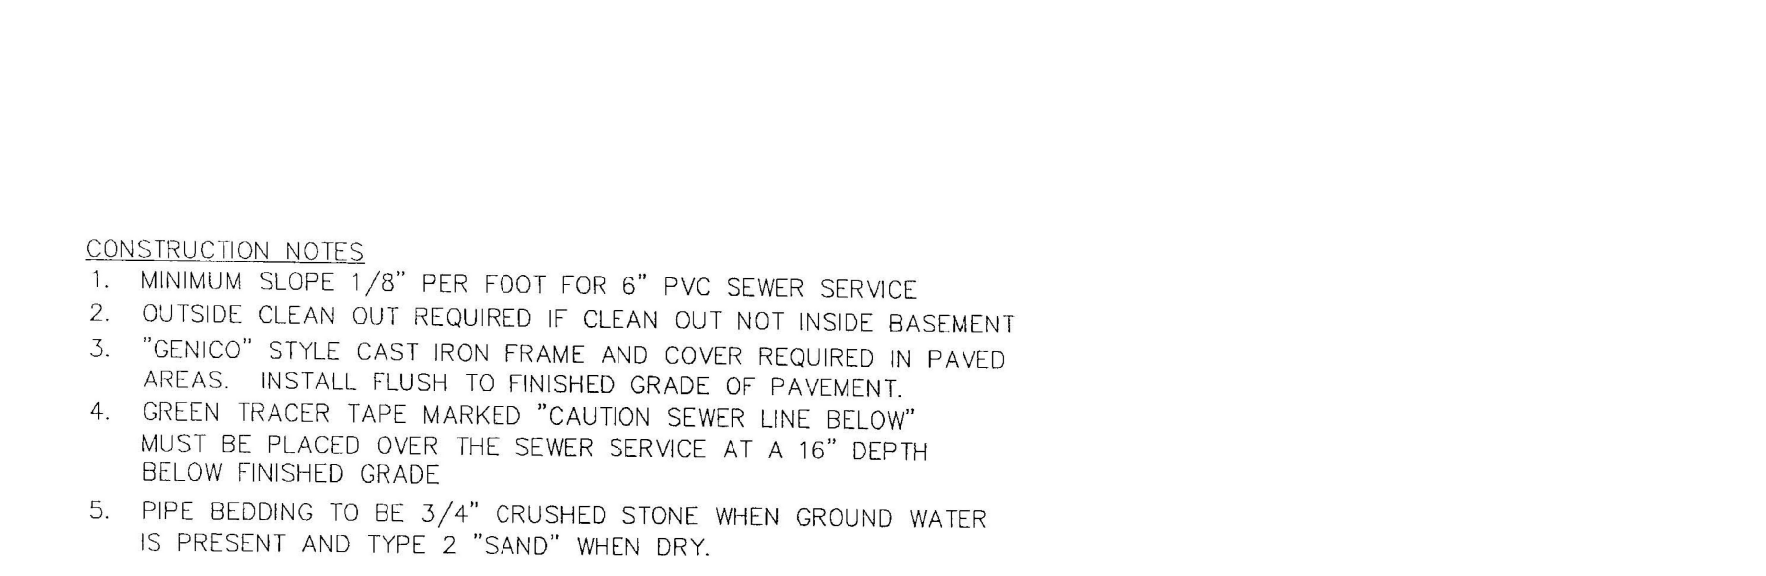 CONSTRUCTION NOTES
1. MINIMUM SLOPE 1/8" PER FOOT FOR 6" PVC SEWER SERVICE
2. OUTSIDE CLEAN OUT REQUIRED IF CLEAN OUT NOT INSIDE BASEMENT
3. "GENICO" STYLE CAST IRON FRAME AND COVER REQUIRED IN PAVED
AREAS. INSTALL FLUSH TO FINISHED GRADE OF PAVEMENT.
4. GREEN TRACER TAPE MARKED "CAUTION SEWER LINE BELOW"
MUST BE PLACED OVER THE SEWER SERVICE AT A 16" DEPTH
BELOW FINISHED GRADE
5. PIPE BEDDING TO BE 3/4" CRUSHED STONE WHEN GROUND WATER
IS PRESENT AND TYPE 2 "SAND" WHEN DRY.